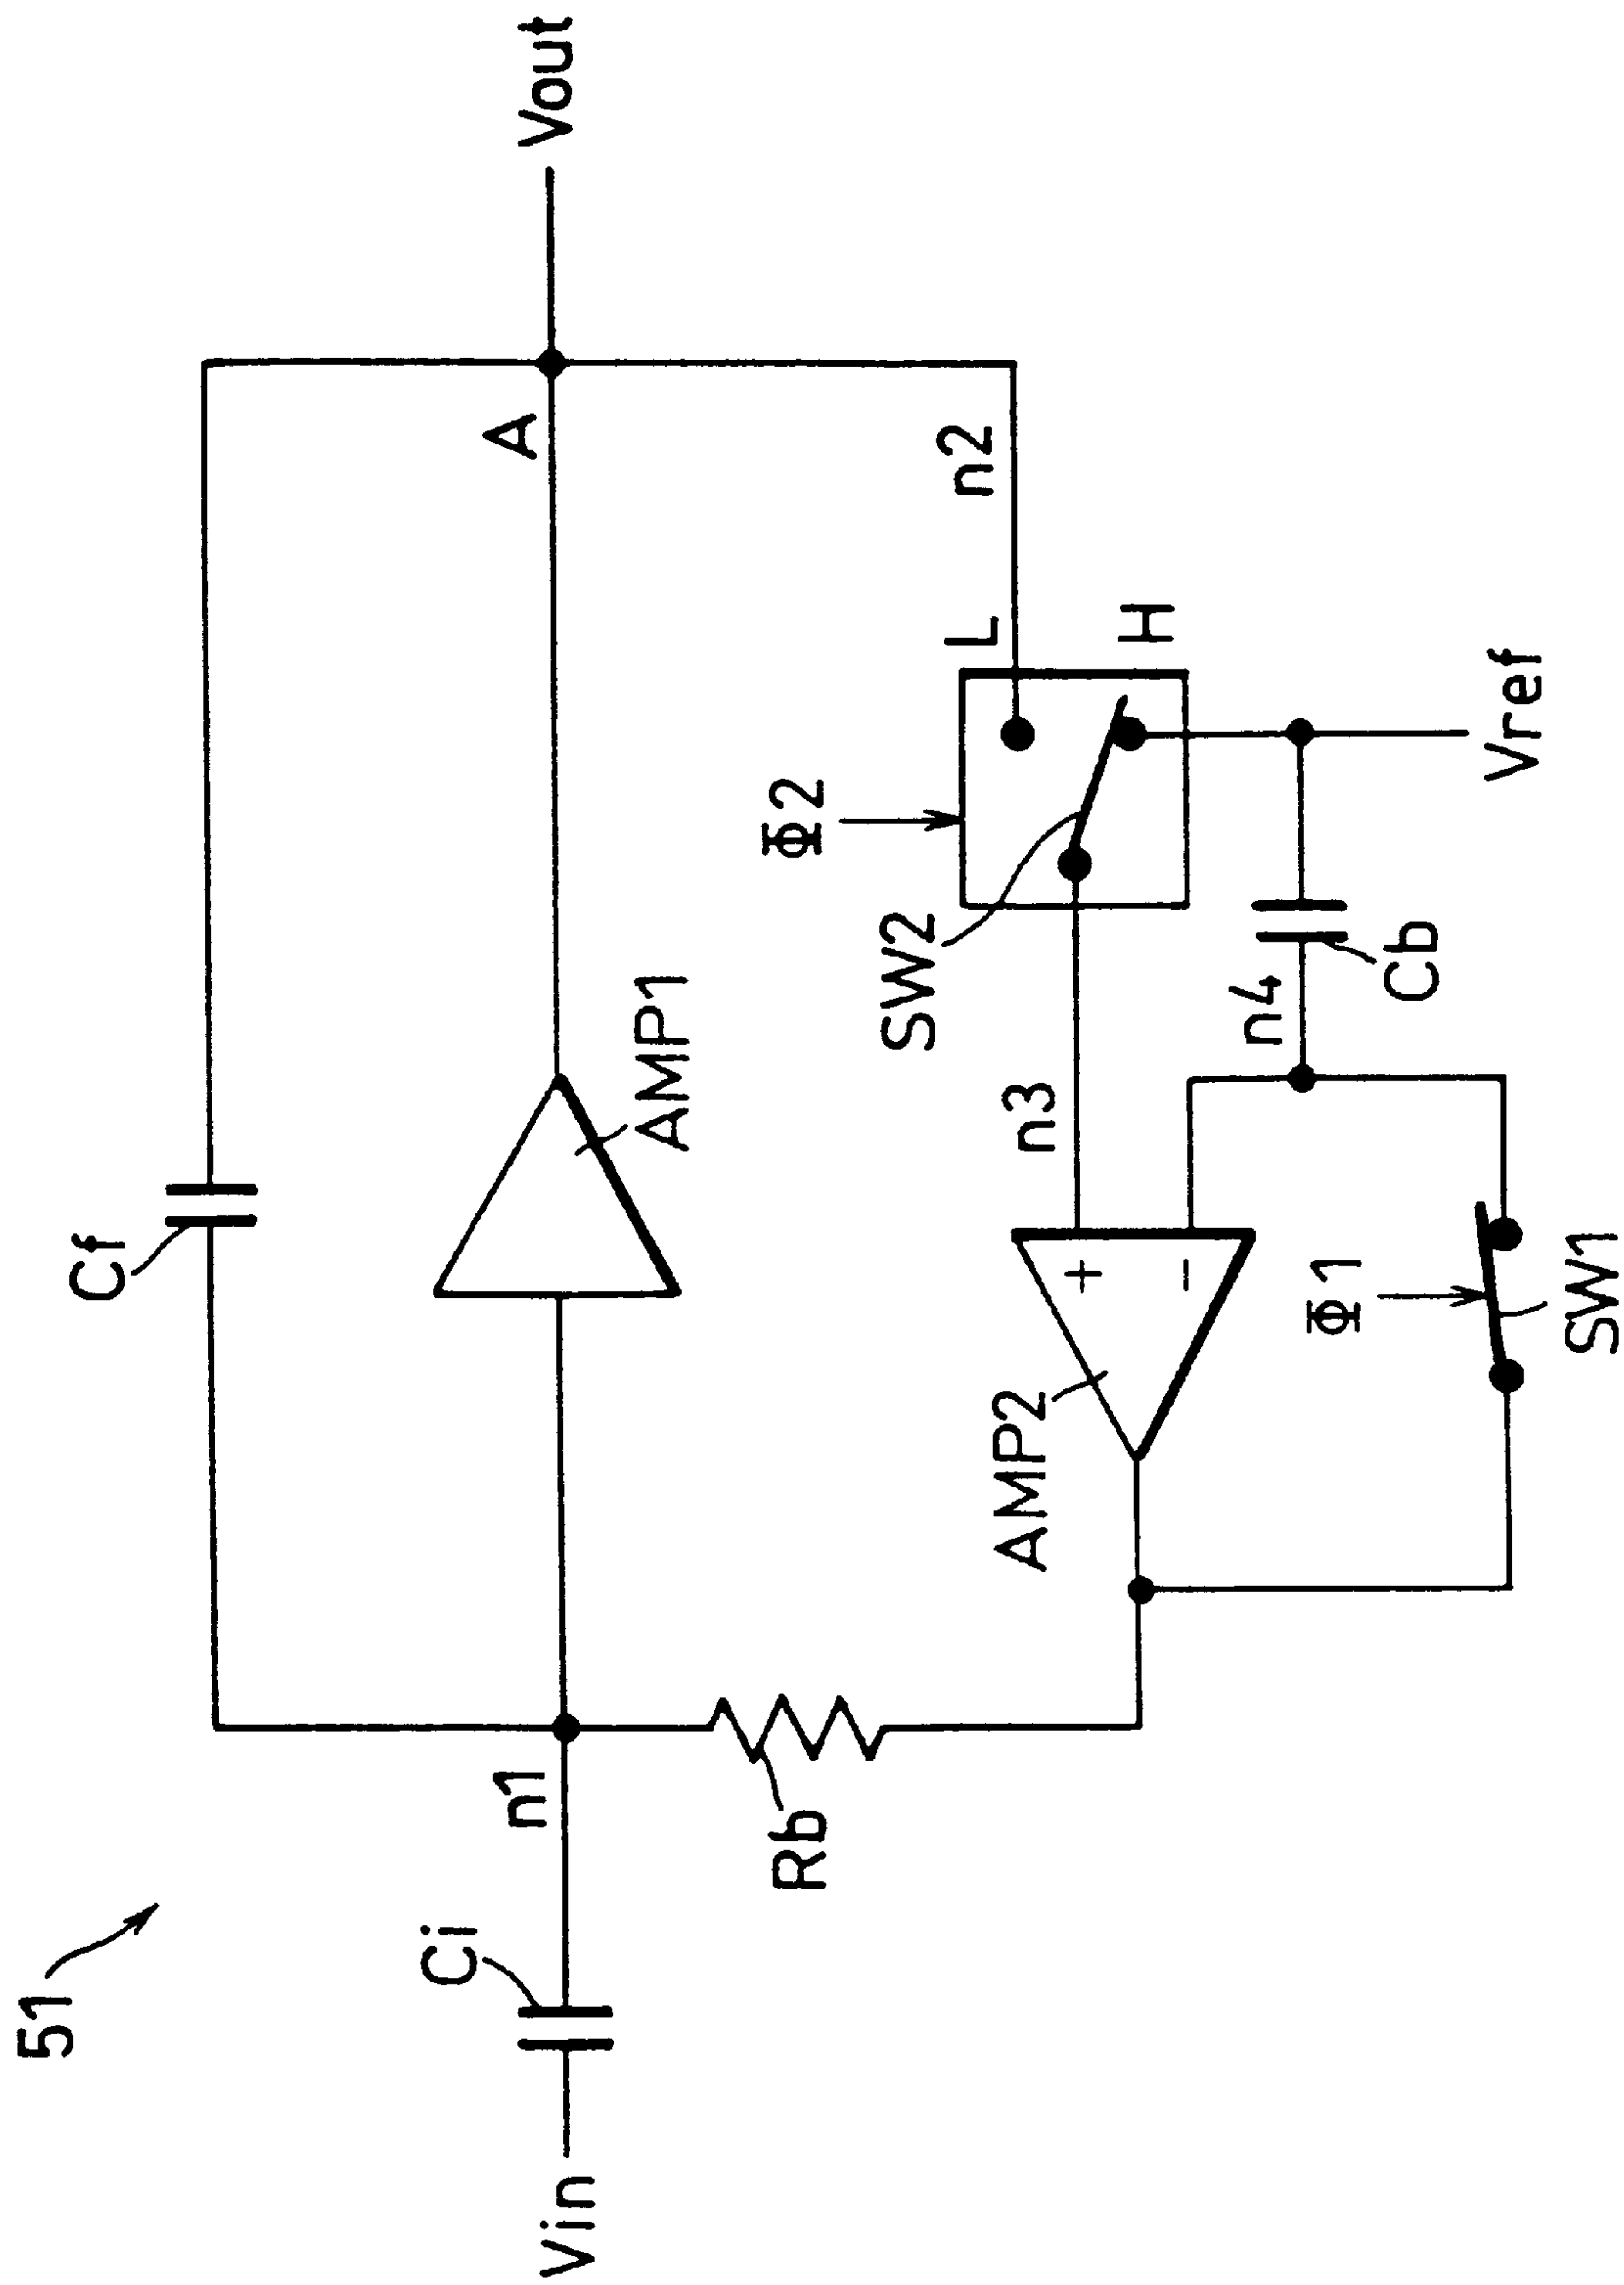 51
Cf
A
Vout
AMP1
Vin
Ci
n1
n2
Φ2
L
H
SW2
Rb
n3
AMP2
+
−
n4
Cb
Vref
Φ1
SW1